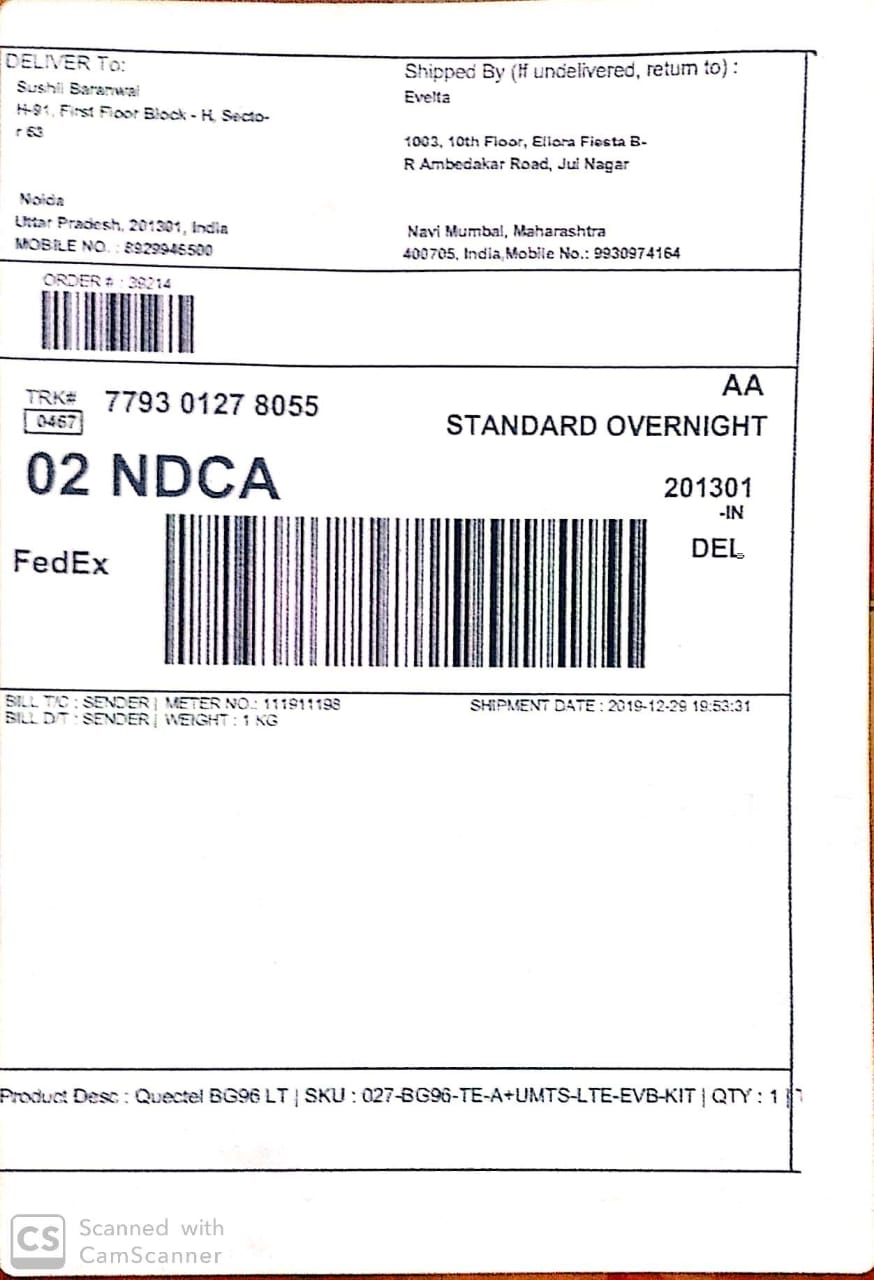 DELIVER To:
Sushil Baranwal
H-91, First Floor Block - H, Secto-
r 63
Noida
Uttar Pradesh, 201301, India
MOBILE NO. : 8929946500
Shipped By (If undelivered, return to) :
Evelta
1003, 10th Floor, Ellora Fiesta B-
R Ambedakar Road, Jui Nagar
Navi Mumbai, Maharashtra
400705, India,Mobile No.: 9930974164
ORDER # : 39214
TRK# 7793 0127 8055
0467
AA
STANDARD OVERNIGHT
02 NDCA
201301
-IN
FedEx
DEL
BILL T/C : SENDER | METER NO.: 111911198
BILL D/T : SENDER | WEIGHT : 1 KG
SHIPMENT DATE : 2019-12-29 19:53:31
Product Desc : Quectel BG96 LT | SKU : 027-BG96-TE-A+UMTS-LTE-EVB-KIT | QTY : 1 |
CS Scanned with
CamScanner